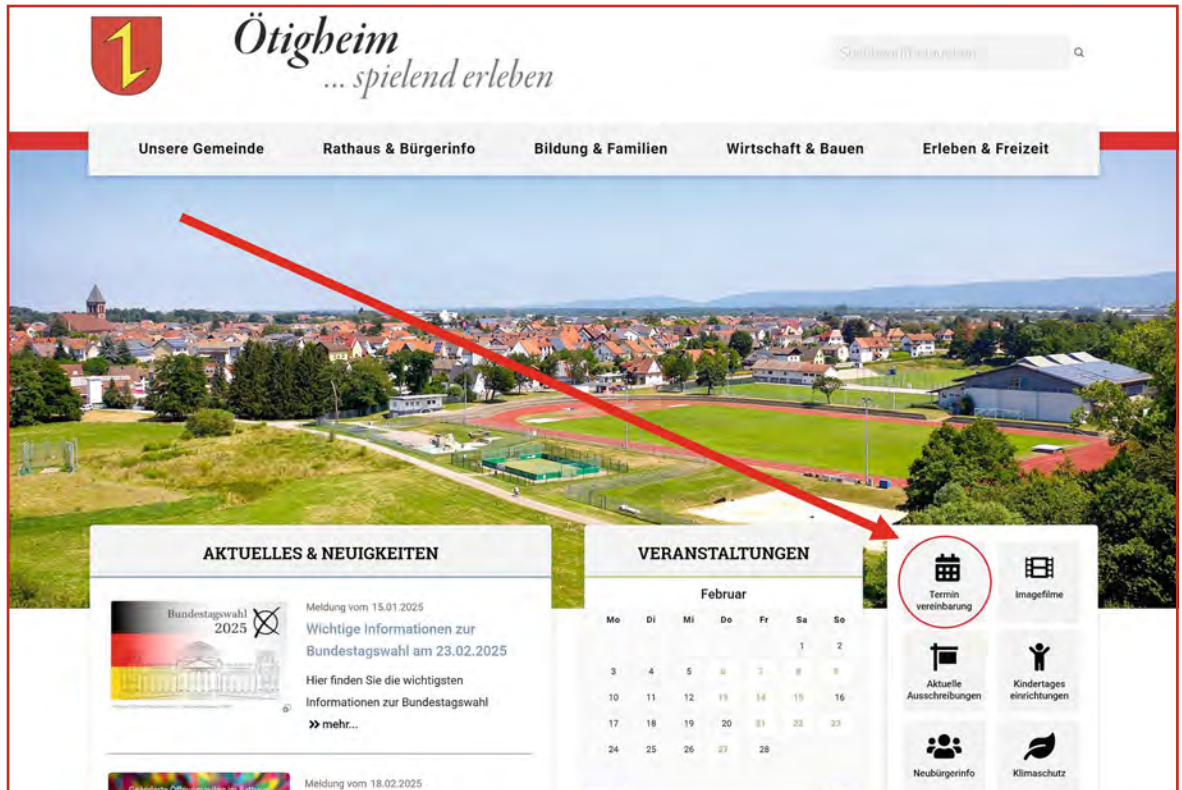 Ötigheim
... spielend erleben
Unsere Gemeinde
Rathaus & Bürgerinfo
Bildung & Familien
Wirtschaft & Bauen
Erleben & Freizeit
AKTUELLES & NEUIGKEITEN
Bundestagswahl
2025
Meldung vom 15.01.2025
Wichtige Informationen zur
Bundestagswahl am 23.02.2025
Hier finden Sie die wichtigsten
Informationen zur Bundestagswahl
» mehr...
Meldung vom 18.02.2025
VERANSTALTUNGEN
Februar
Mo Di Mi Do Fr Sa So
1 2
3 4 5 6 7 8 9
10 11 12 13 14 15 16
17 18 19 20 21 22 23
24 25 26 27 28
Termin
vereinbarung
Imagefilme
Aktuelle
Ausschreibungen
Kindertages
einrichtungen
Neubürgerinfo
Klimaschutz